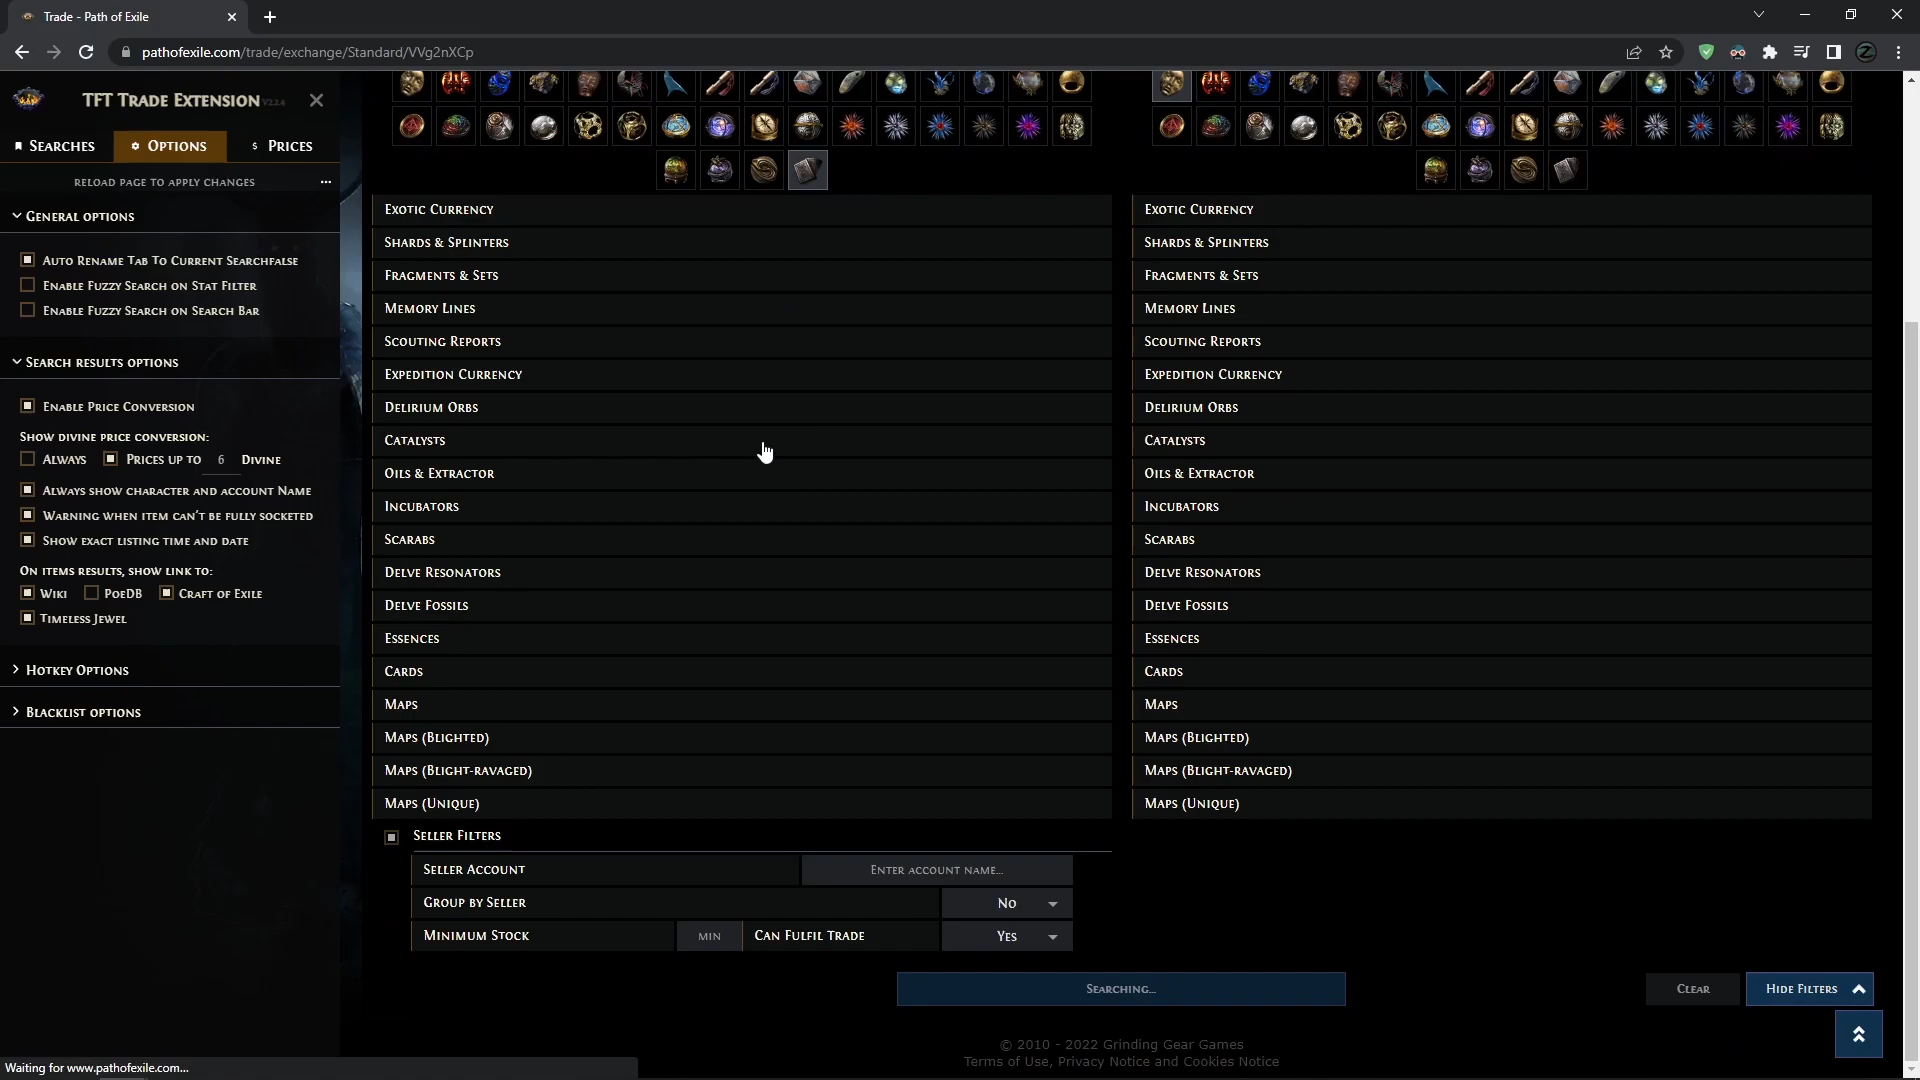 Trade - Path of Exile
pathofexile.com/trade/exchange/Standard/VVg2nXCp
TFT Trade Extension V2.2.4
Searches
Options
$ Prices
Reload page to apply changes
...
General options
Auto Rename Tab To Current Searchfalse
Enable Fuzzy Search on Stat Filter
Enable Fuzzy Search on Search Bar
Search results options
Enable Price Conversion
Show divine price conversion:
Always Prices up to 6 Divine
Always show character and account Name
Warning when item can't be fully socketed
Show exact listing time and date
On items results, show link to:
Wiki PoeDB Craft of Exile
Timeless Jewel
Hotkey Options
Blacklist options
Exotic Currency
Shards & Splinters
Fragments & Sets
Memory Lines
Scouting Reports
Expedition Currency
Delirium Orbs
Catalysts
Oils & Extractor
Incubators
Scarabs
Delve Resonators
Delve Fossils
Essences
Cards
Maps
Maps (Blighted)
Maps (Blight-ravaged)
Maps (Unique)
Exotic Currency
Shards & Splinters
Fragments & Sets
Memory Lines
Scouting Reports
Expedition Currency
Delirium Orbs
Catalysts
Oils & Extractor
Incubators
Scarabs
Delve Resonators
Delve Fossils
Essences
Cards
Maps
Maps (Blighted)
Maps (Blight-ravaged)
Maps (Unique)
Seller Filters
Seller Account Enter account name...
Group by Seller No
Minimum Stock min Can Fulfil Trade Yes
Searching...
Clear
Hide Filters
© 2010 - 2022 Grinding Gear Games
Terms of Use, Privacy Notice and Cookies Notice
Waiting for www.pathofexile.com...